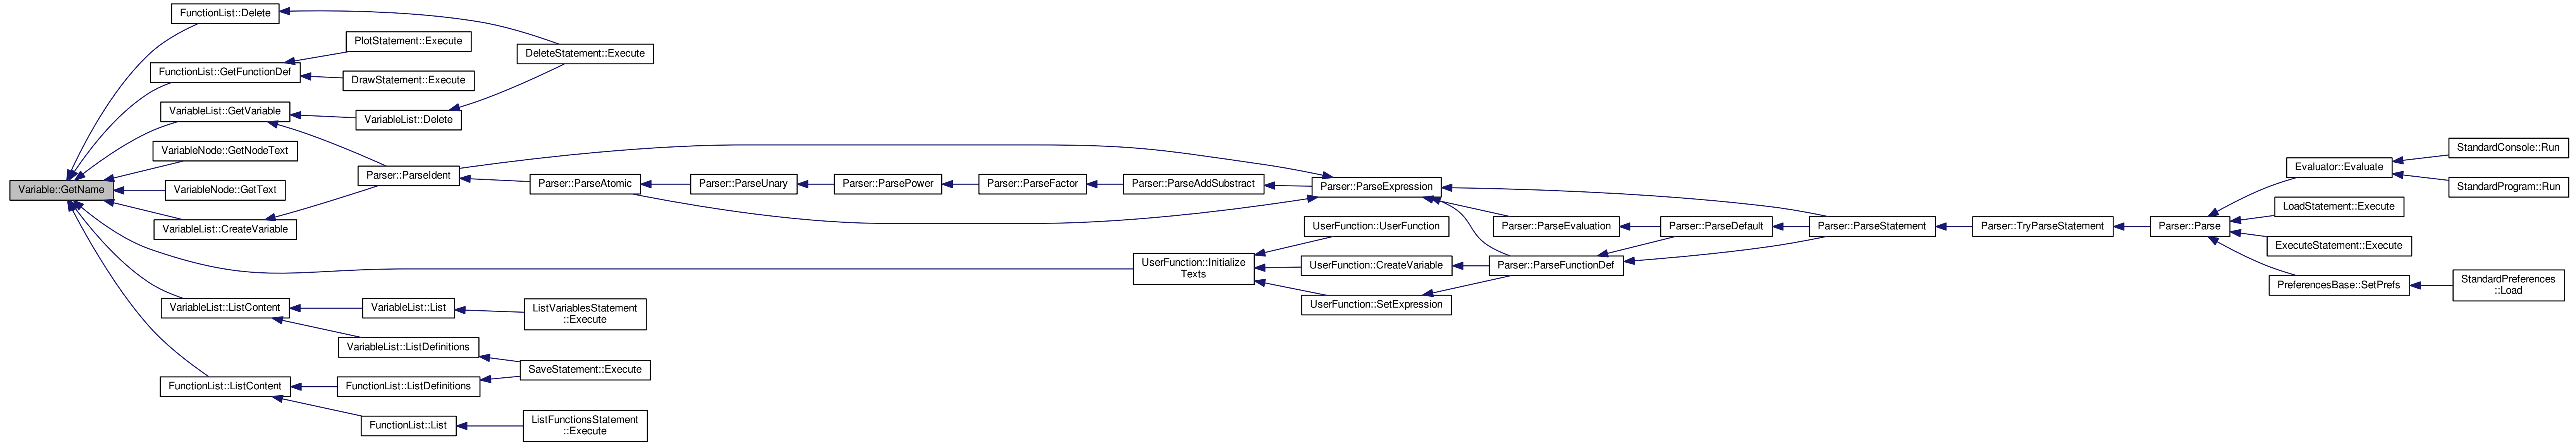 FunctionList::Delete
PlotStatement::Execute
DeleteStatement::Execute
FunctionList::GetFunctionDef
DrawStatement::Execute
VariableList::GetVariable
VariableList::Delete
VariableNode::GetNodeText
Variable::GetName
VariableNode::GetText
VariableList::CreateVariable
Parser::ParseIdent
Parser::ParseAtomic
Parser::ParseUnary
Parser::ParsePower
Parser::ParseFactor
Parser::ParseAddSubstract
Parser::ParseExpression
UserFunction::UserFunction
UserFunction::Initialize
Texts
UserFunction::CreateVariable
UserFunction::SetExpression
Parser::ParseEvaluation
Parser::ParseFunctionDef
Parser::ParseDefault
Parser::ParseStatement
Parser::TryParseStatement
Parser::Parse
Evaluator::Evaluate
StandardConsole::Run
StandardProgram::Run
LoadStatement::Execute
ExecuteStatement::Execute
PreferencesBase::SetPrefs
StandardPreferences
::Load
VariableList::ListContent
VariableList::List
ListVariablesStatement
::Execute
VariableList::ListDefinitions
SaveStatement::Execute
FunctionList::ListContent
FunctionList::ListDefinitions
FunctionList::List
ListFunctionsStatement
::Execute